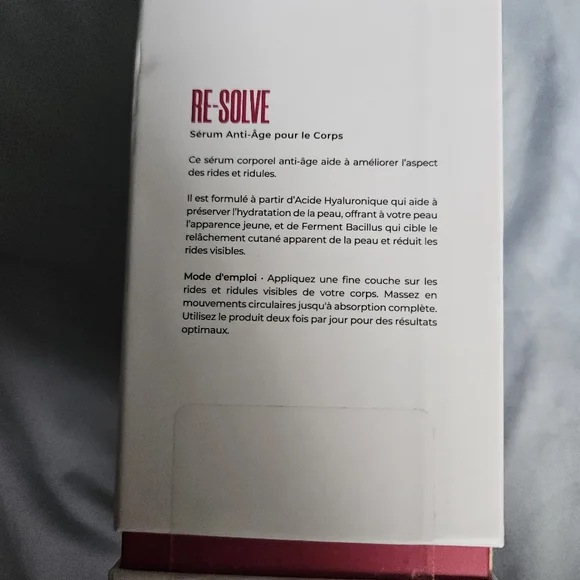 RE-SOLVE
Sérum Anti-Âge pour le Corps
Ce sérum corporel anti-âge aide à améliorer l'aspect
des rides et ridules.
Il est formulé à partir d'Acide Hyaluronique qui aide à
préserver l'hydratation de la peau, offrant à votre peau
l'apparence jeune, et de Ferment Bacillus qui cible le
relâchement cutané apparent de la peau et réduit les
rides visibles.
Mode d'emploi · Appliquez une fine couche sur les
rides et ridules visibles de votre corps. Massez en
mouvements circulaires jusqu'à absorption complète.
Utilisez le produit deux fois par jour pour des résultats
optimaux.